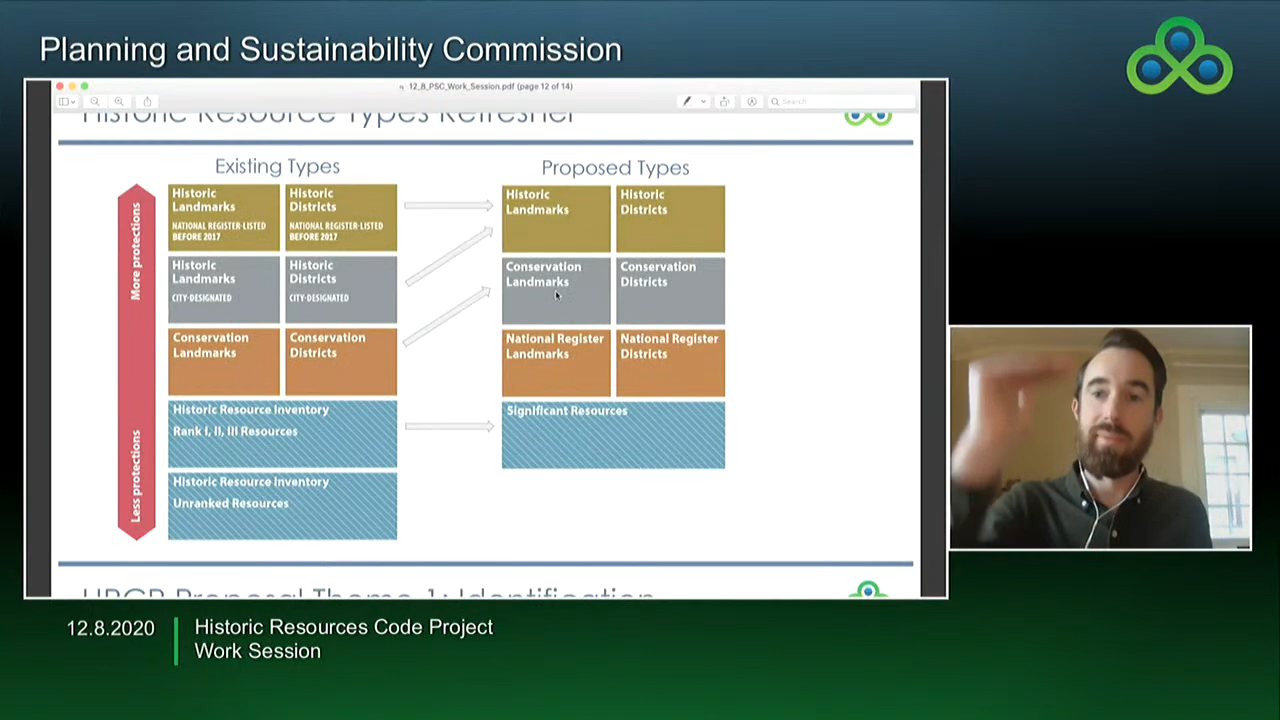 Planning and Sustainability Commission
12_8_PSC_Work_Session.pdf (page 12 of 14)
Search
Historic Resource Types Refresher
Existing Types
Proposed Types
More protections
Less protections
Historic
Landmarks
NATIONAL REGISTER-LISTED
BEFORE 2017
Historic
Districts
NATIONAL REGISTER-LISTED
BEFORE 2017
Historic
Landmarks
CITY-DESIGNATED
Historic
Districts
CITY-DESIGNATED
Conservation
Landmarks
Conservation
Districts
Historic Resource Inventory
Rank I, II, III Resources
Historic Resource Inventory
Unranked Resources
Historic
Landmarks
Historic
Districts
Conservation
Landmarks
Conservation
Districts
National Register
Landmarks
National Register
Districts
Significant Resources
HRCP Proposal Theme 1: Identification
12.8.2020
Historic Resources Code Project
Work Session